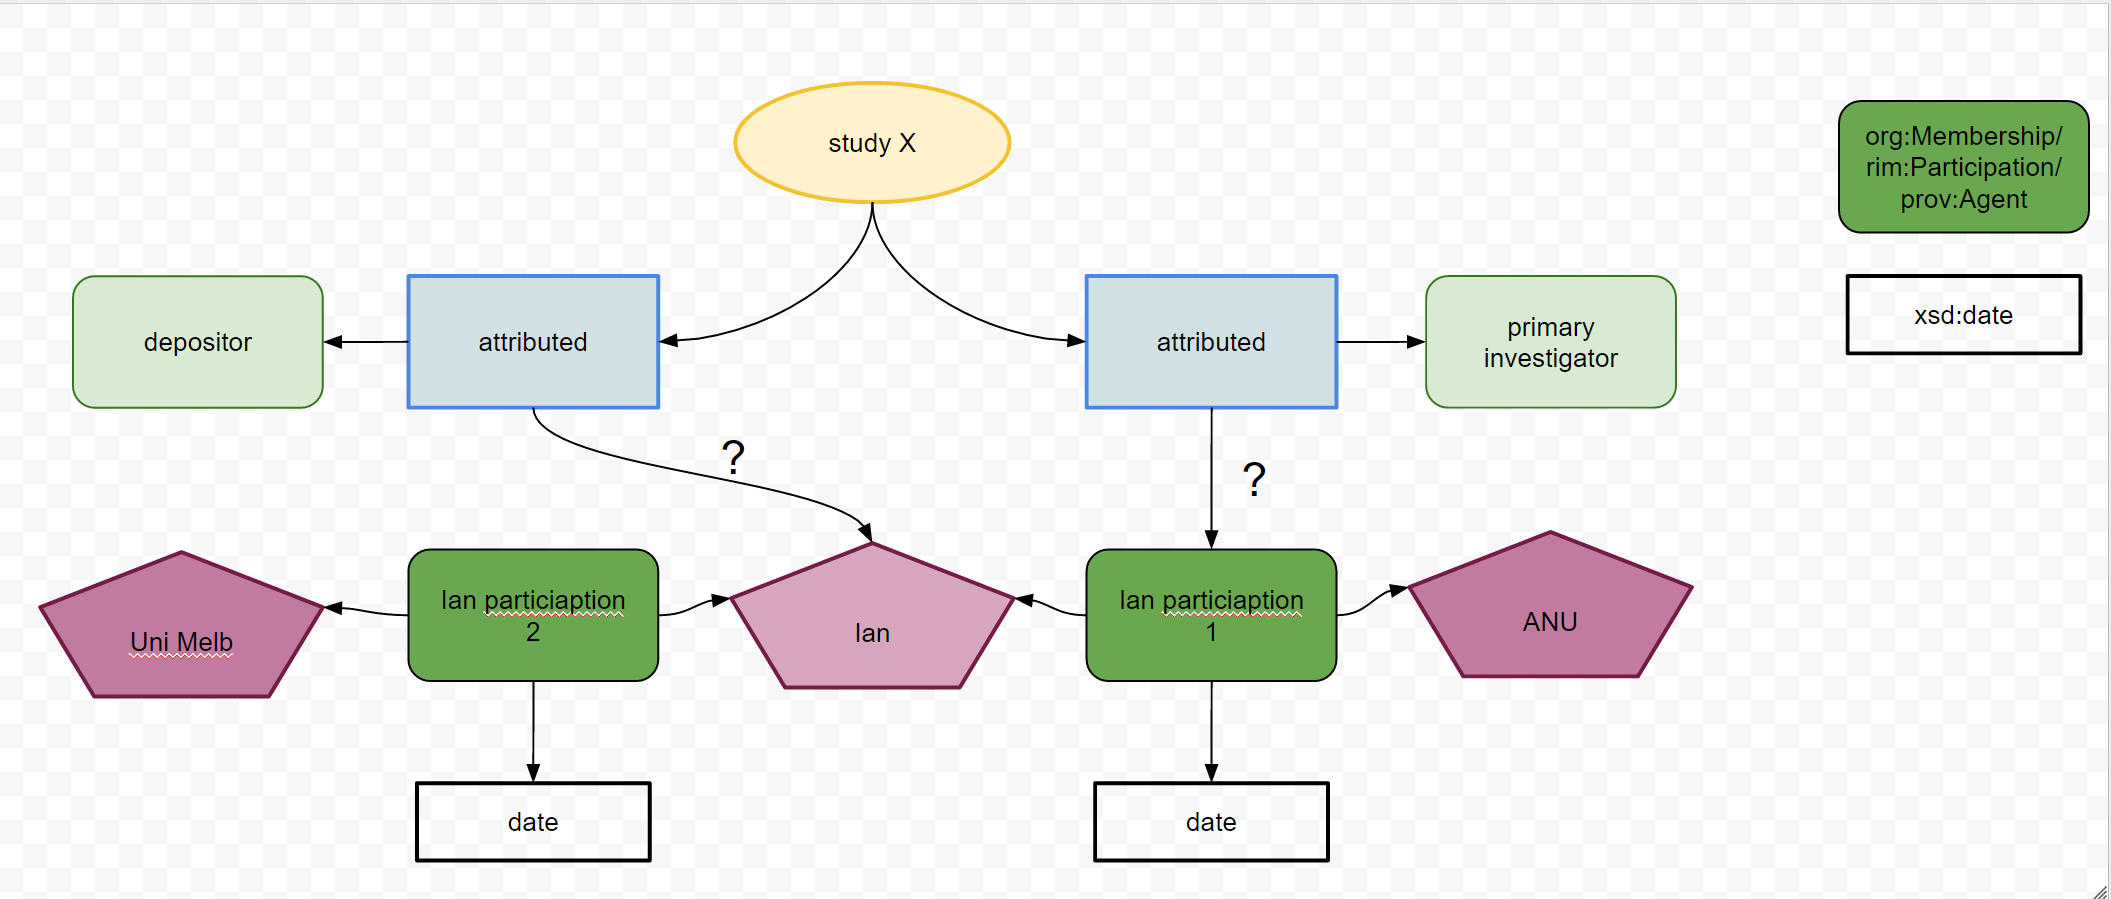 study X
org:Membership/
rim:Participation/
prov:Agent
depositor
attributed
attributed
primary
investigator
xsd:date
?
?
Uni Melb
Ian particiaption
2
Ian
Ian particiaption
1
ANU
date
date